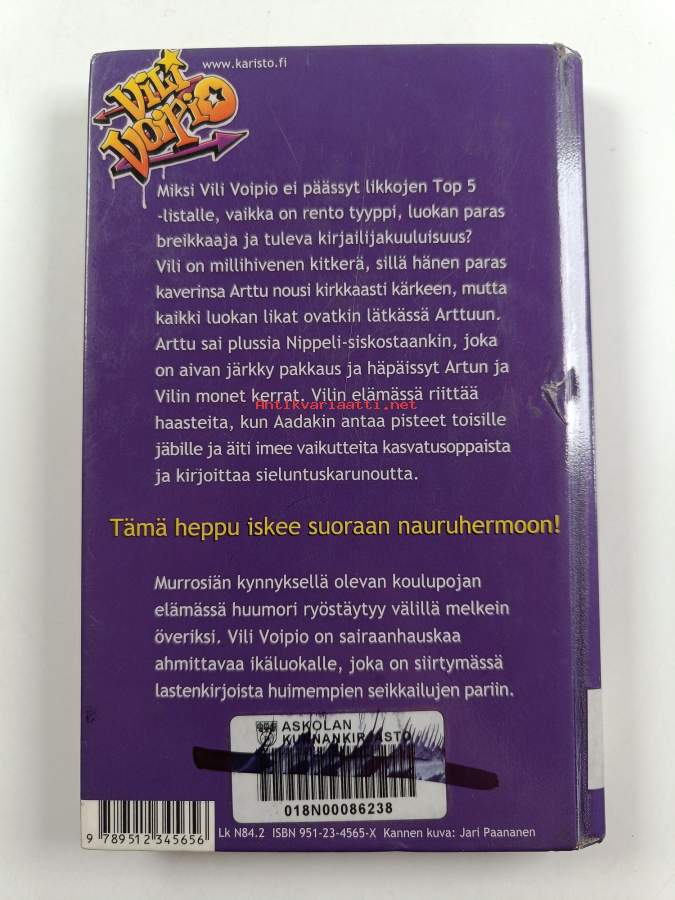 www.karisto.fi
VILI
VOIPIO
Miksi Vili Voipio ei päässyt likkojen Top 5
-listalle, vaikka on rento tyyppi, luokan paras
breikkaaja ja tuleva kirjailijakuuluisuus?
Vili on millihivenen kitkerä, sillä hänen paras
kaverinsa Arttu nousi kirkkaasti kärkeen, mutta
kaikki luokan likat ovatkin lätkässä Arttuun.
Arttu sai plussia Nippeli-siskostaankin, joka
on aivan järkky pakkaus ja häpäissyt Artun ja
Vilin monet kerrat. Vilin elämässä riittää
Antikvariaatti.net
haasteita, kun Aadakin antaa pisteet toisille
jäbille ja äiti imee vaikutteita kasvatusoppaista
ja kirjoittaa sieluntuskarunoutta.
Tämä heppu iskee suoraan nauruhermoon!
Murrosiän kynnyksellä olevan koulupojan
elämässä huumori ryöstäytyy välillä melkein
överiksi. Vili Voipio on sairaanhauskaa
ahmittavaa ikäluokalle, joka on siirtymässä
lastenkirjoista huimempien seikkailujen pariin.
ASKOLAN
KUNNANKIRJASTO
018N00086238
9 789512 345656
Lk N84.2 ISBN 951-23-4565-X Kannen kuva: Jari Paananen